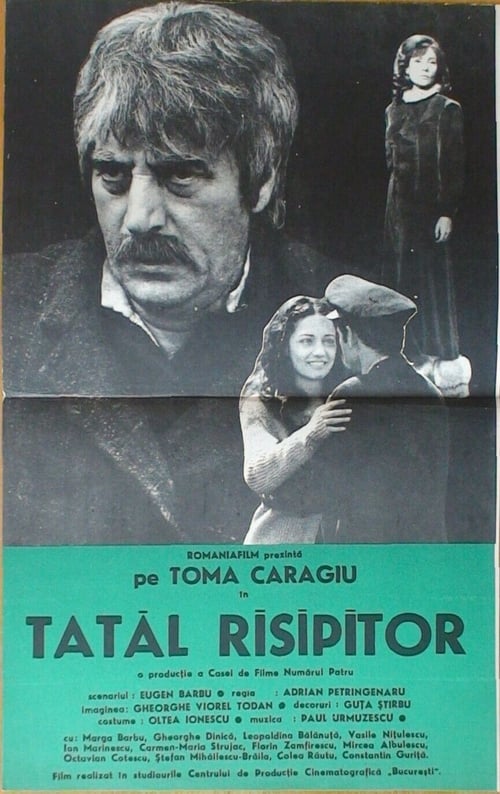 ROMANIAFILM prezintă
pe TOMA CARAGIU
în
TATĂL RISIPITOR
o producție a Casei de Filme Numărul Patru
scenariul : EUGEN BARBU ● regia : ADRIAN PETRINGENARU
imaginea: GHEORGHE VIOREL TODAN ● decoruri : GUȚĂ ȘTIRBU
costume : OLTEA IONESCU ● muzica : PAUL URMUZESCU ●
cu: Marga Barbu, Gheorghe Dinică, Leopoldina Bălănuță, Vasile Nițulescu,
Ion Marinescu, Carmen-Maria Strujac, Florin Zamfirescu, Mircea Albulescu,
Octavian Cotescu, Ștefan Mihăilescu-Brăila, Colea Răutu, Constantin Guriță.
Film realizat în studiourile Centrului de Producție Cinematografică „București".